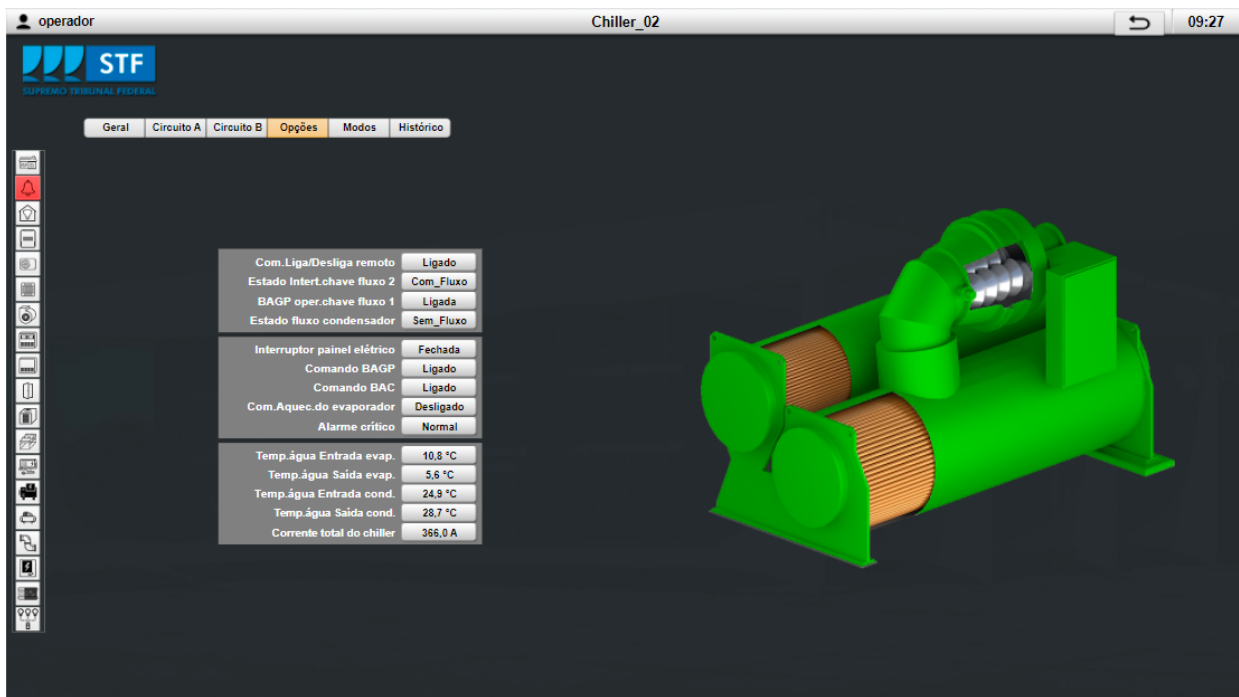 operador Chiller_02 09:27
STF
SUPREMO TRIBUNAL FEDERAL
Geral Circuito A Circuito B Opções Modos Histórico
Com.Liga/Desliga remoto Ligado
Estado Intert.chave fluxo 2 Com_Fluxo
BAGP oper.chave fluxo 1 Ligada
Estado fluxo condensador Sem_Fluxo
Interruptor painel elétrico Fechada
Comando BAGP Ligado
Comando BAC Ligado
Com.Aquec.do evaporador Desligado
Alarme crítico Normal
Temp.água Entrada evap. 10,8 °C
Temp.água Saída evap. 5,6 °C
Temp.água Entrada cond. 24,9 °C
Temp.água Saída cond. 28,7 °C
Corrente total do chiller 366,0 A